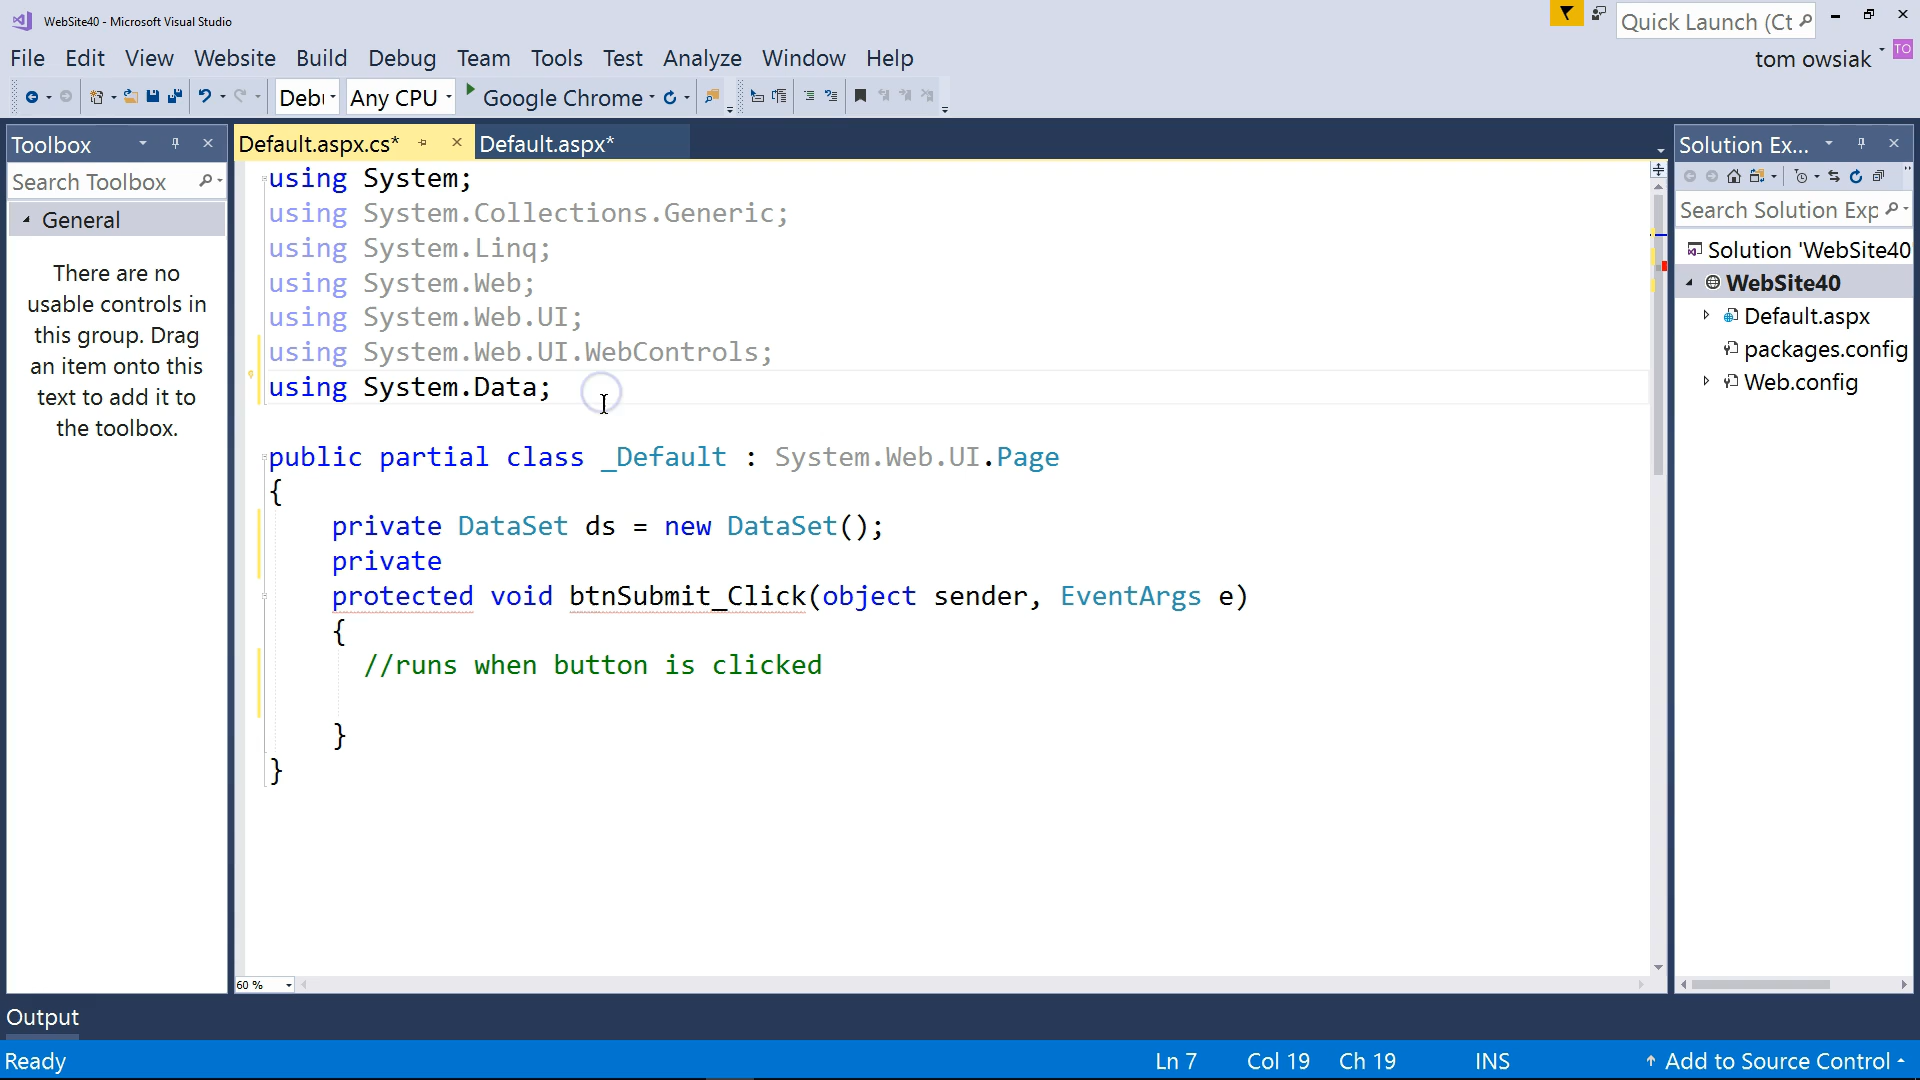 WebSite40 - Microsoft Visual Studio
Quick Launch (Ct
File Edit View Website Build Debug Team Tools Test Analyze Window Help
tom owsiak TO
Debu Any CPU Google Chrome
Toolbox
Default.aspx.cs* Default.aspx*
Solution Ex...
Search Toolbox
Search Solution Exp
General
There are no
usable controls in
this group. Drag
an item onto this
text to add it to
the toolbox.
using System;
using System.Collections.Generic;
using System.Linq;
using System.Web;
using System.Web.UI;
using System.Web.UI.WebControls;
using System.Data;
public partial class _Default : System.Web.UI.Page
{
private DataSet ds = new DataSet();
private
protected void btnSubmit_Click(object sender, EventArgs e)
{
//runs when button is clicked
}
}
Solution 'WebSite40
WebSite40
Default.aspx
packages.config
Web.config
60 %
Output
Ready Ln 7 Col 19 Ch 19 INS Add to Source Control